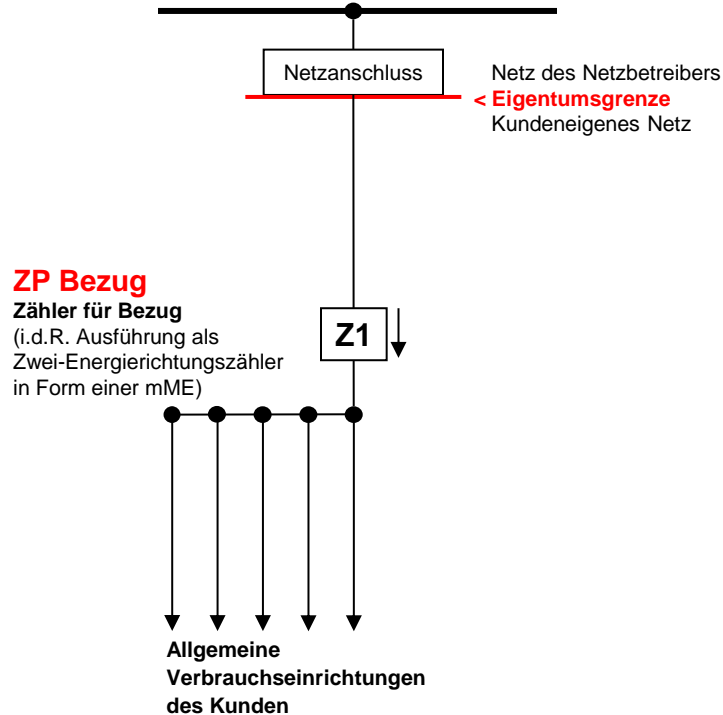 Netzanschluss
Netz des Netzbetreibers
< Eigentumsgrenze
Kundeneigenes Netz
ZP Bezug
Zähler für Bezug
(i.d.R. Ausführung als
Zwei-Energierichtungszähler
in Form einer mME)
Z1
Allgemeine
Verbrauchseinrichtungen
des Kunden